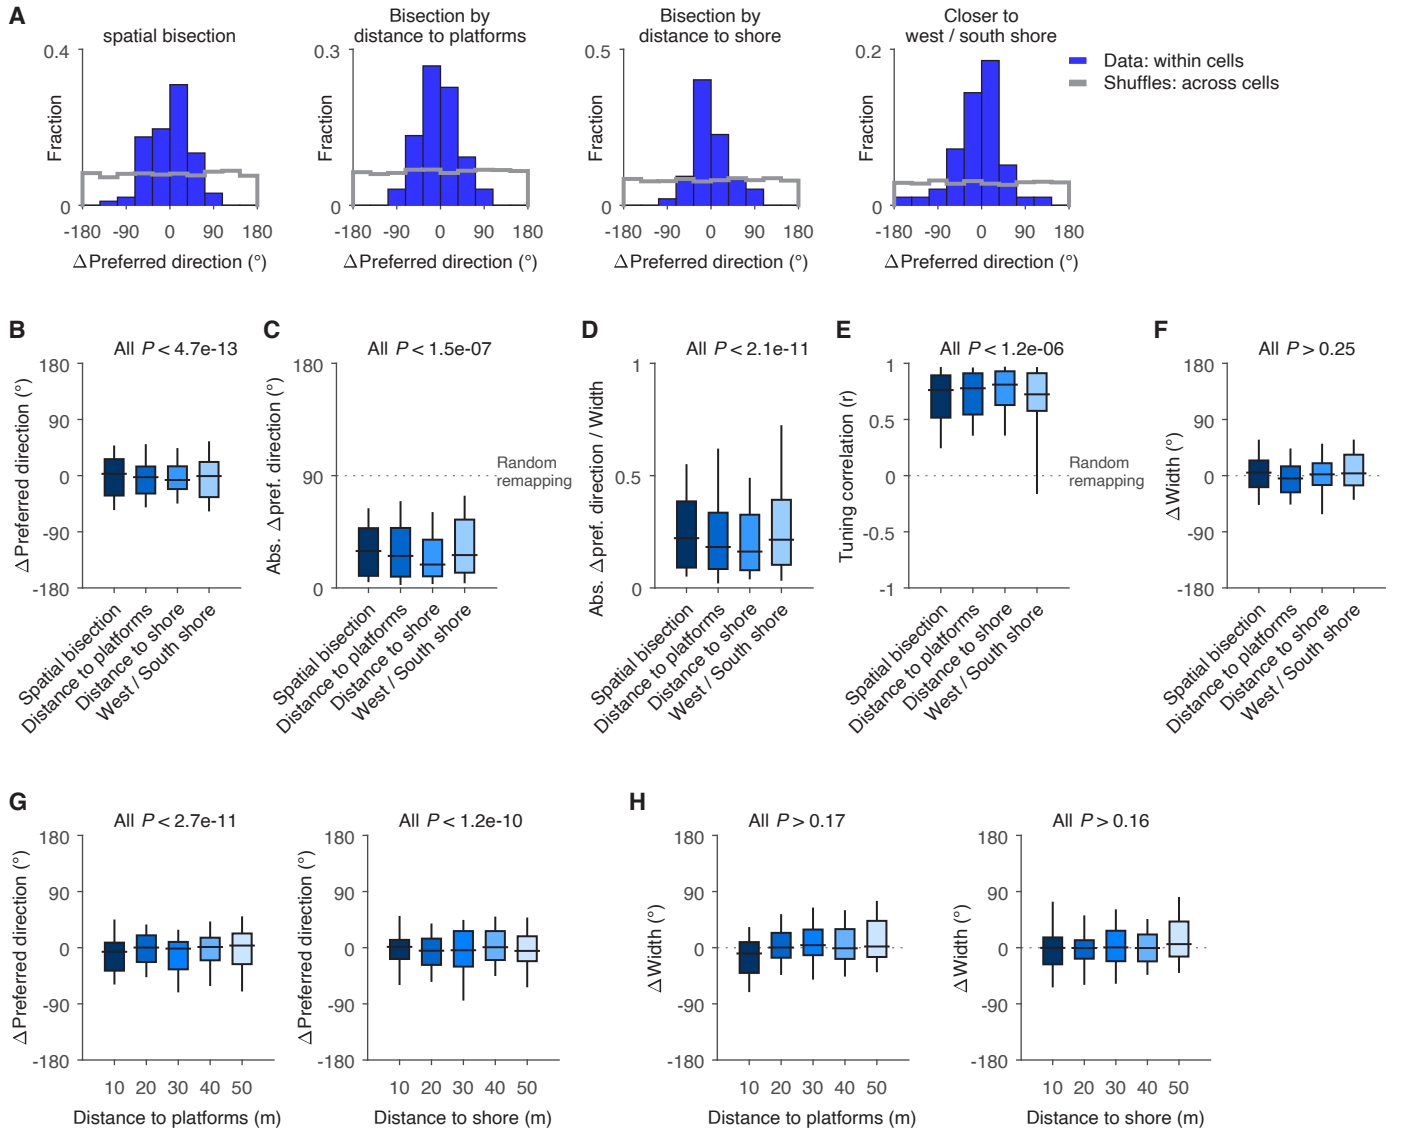 A
spatial bisection
Bisection by
distance to platforms
Bisection by
distance to shore
Closer to
west / south shore
Data: within cells
Shuffles: across cells
0.4
0
Fraction
-180 -90 0 90 180
ΔPreferred direction (°)
0.3
0
Fraction
-180 -90 0 90 180
ΔPreferred direction (°)
0.5
0
Fraction
-180 -90 0 90 180
ΔPreferred direction (°)
0.2
0
Fraction
-180 -90 0 90 180
ΔPreferred direction (°)
B
All P < 4.7e-13
180
90
0
-90
-180
ΔPreferred direction (°)
Spatial bisection
Distance to platforms
Distance to shore
West / South shore
C
All P < 1.5e-07
180
90
0
Abs. Δpref. direction (°)
Random
remapping
Spatial bisection
Distance to platforms
Distance to shore
West / South shore
D
All P < 2.1e-11
1
0.5
0
Abs. Δpref. direction / Width
Spatial bisection
Distance to platforms
Distance to shore
West / South shore
E
All P < 1.2e-06
1
0.5
0
-0.5
-1
Tuning correlation (r)
Random
remapping
Spatial bisection
Distance to platforms
Distance to shore
West / South shore
F
All P > 0.25
180
90
0
-90
-180
ΔWidth (°)
Spatial bisection
Distance to platforms
Distance to shore
West / South shore
G
All P < 2.7e-11
180
90
0
-90
-180
ΔPreferred direction (°)
10 20 30 40 50
Distance to platforms (m)
All P < 1.2e-10
180
90
0
-90
-180
ΔPreferred direction (°)
10 20 30 40 50
Distance to shore (m)
H
All P > 0.17
180
90
0
-90
-180
ΔWidth (°)
10 20 30 40 50
Distance to platforms (m)
All P > 0.16
180
90
0
-90
-180
ΔWidth (°)
10 20 30 40 50
Distance to shore (m)